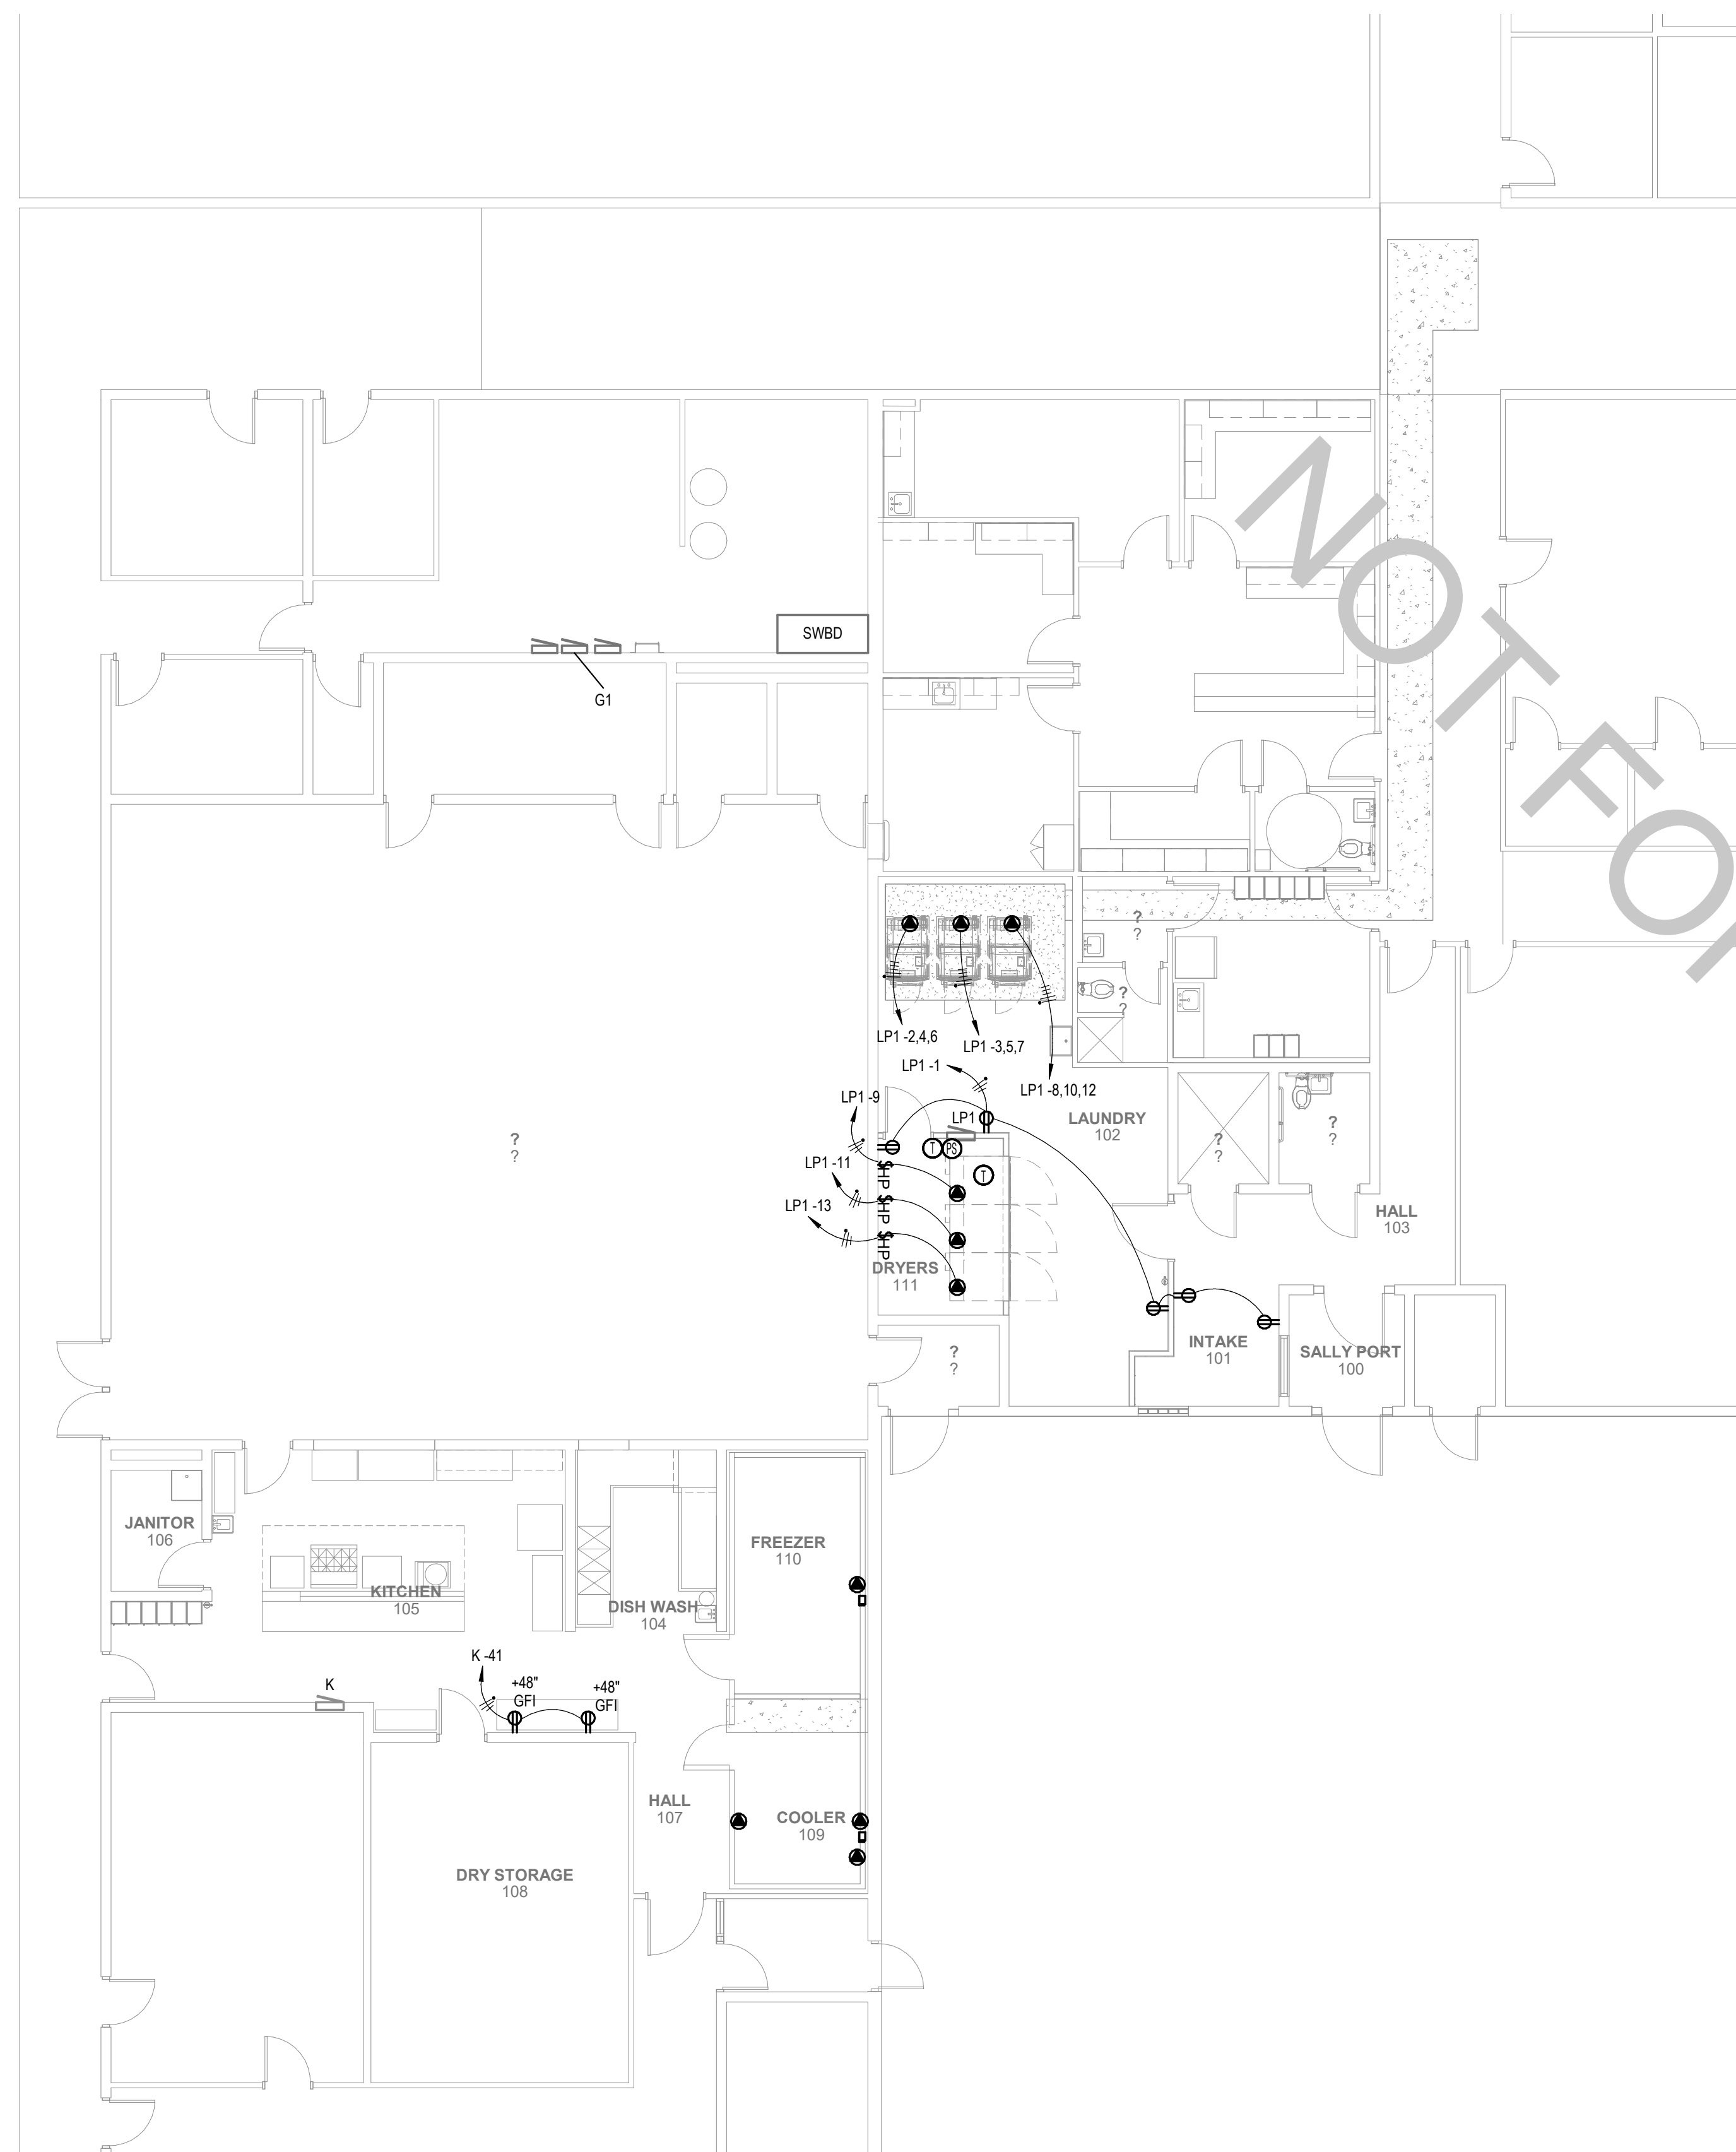 NOT FOR
SWBD
G1
?
?
?
?
LP1 -2,4,6
LP1 -3,5,7
LP1 -1
LP1 -8,10,12
LP1 -9
LP1
LAUNDRY
102
?
?
?
?
?
?
T
PS
T
LP1 -11
LP1 -13
$HP
$HP
$HP
HALL
103
DRYERS
111
?
?
INTAKE
101
SALLY PORT
100
JANITOR
106
FREEZER
110
KITCHEN
105
DISH WASH
104
K -41
+48"
GFI
+48"
GFI
K
HALL
107
COOLER
109
DRY STORAGE
108